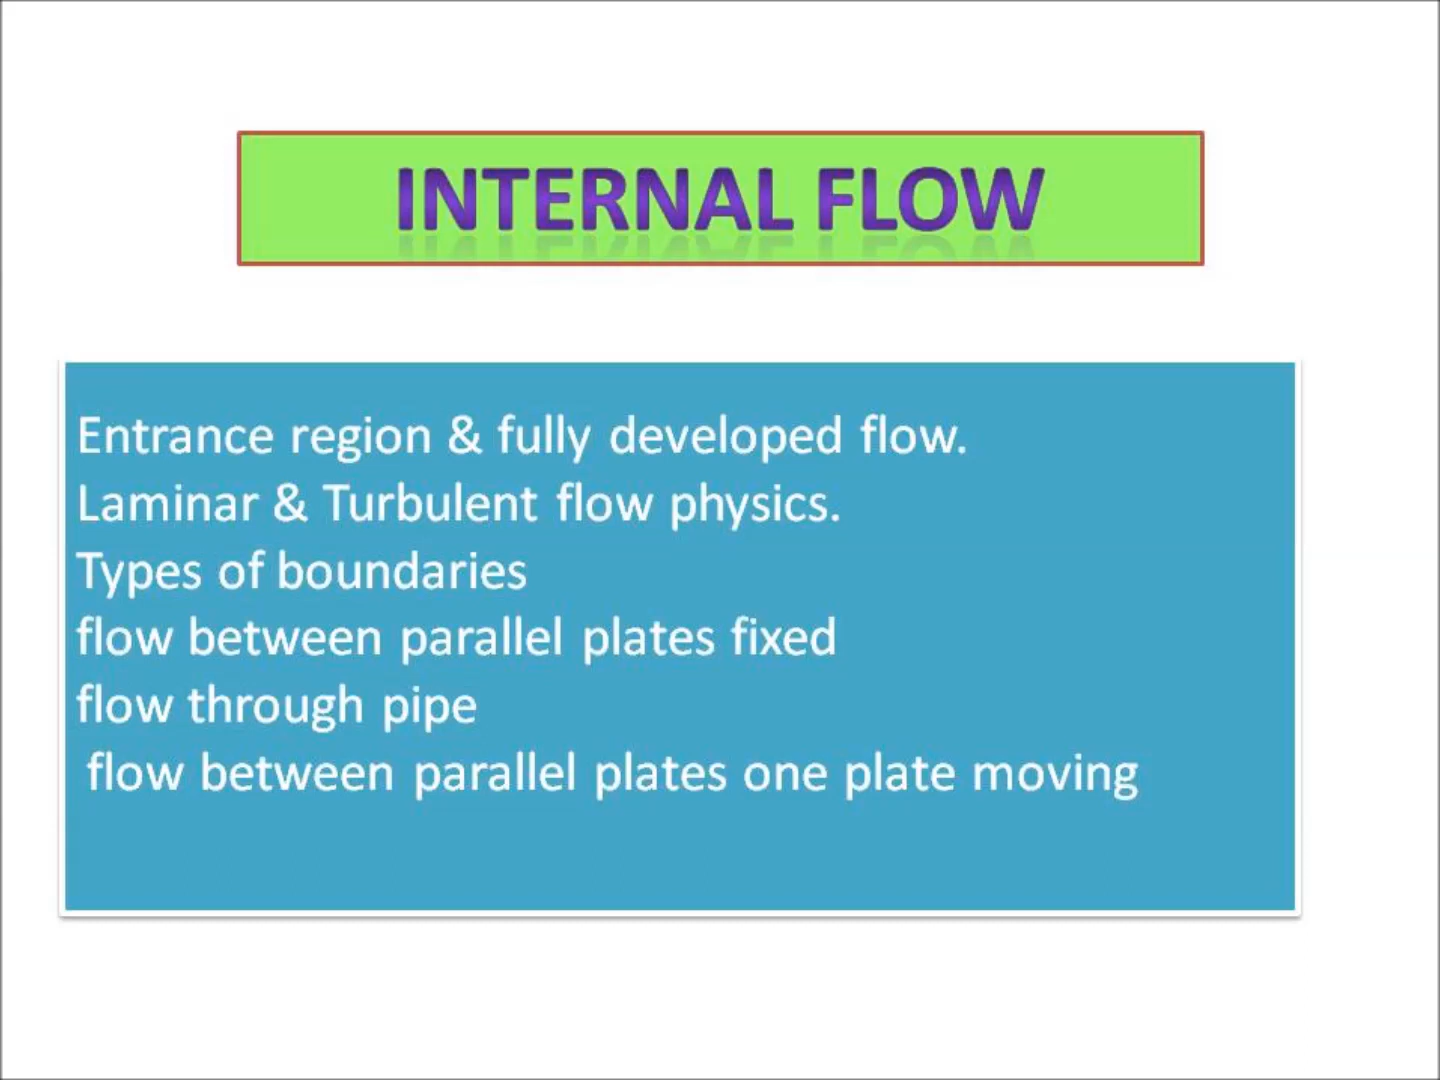 INTERNAL FLOW
Entrance region & fully developed flow.
Laminar & Turbulent flow physics.
Types of boundaries
flow between parallel plates fixed
flow through pipe
flow between parallel plates one plate moving